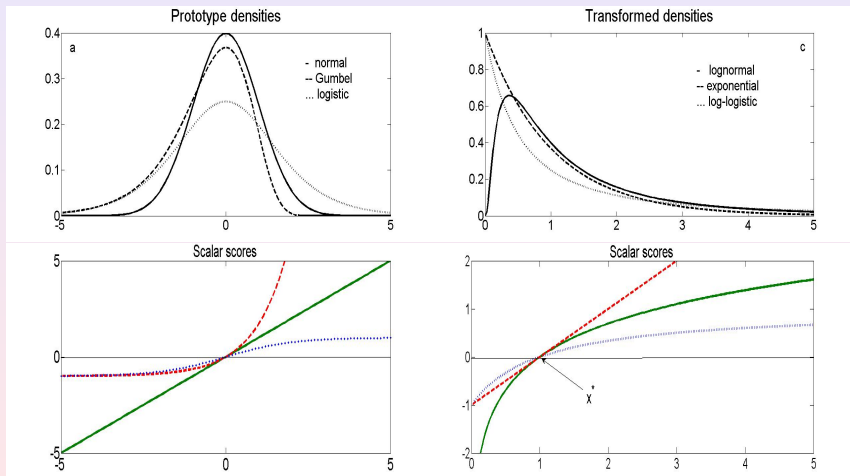 Prototype densities
a
- normal
-- Gumbel
... logistic
0.4
0.3
0.2
0.1
0
-5 0 5
Transformed densities
c
- lognormal
-- exponential
... log-logistic
1
0.8
0.6
0.4
0.2
0
0 1 2 3 4 5
Scalar scores
5
0
-5
-5 0 5
Scalar scores
2
1
0
-1
-2
x*
0 1 2 3 4 5